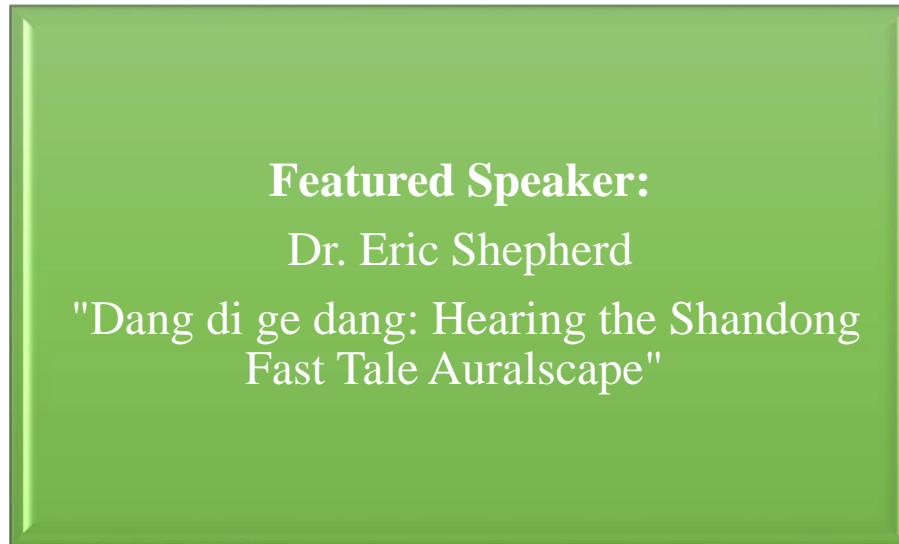 Featured Speaker:
Dr. Eric Shepherd
"Dang di ge dang: Hearing the Shandong
Fast Tale Auralscape"